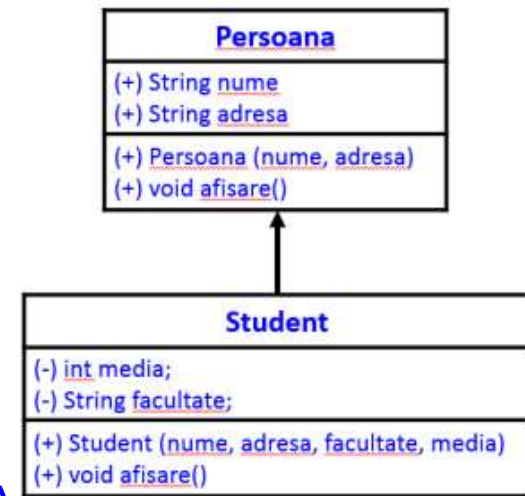 Persoana
(+) String nume
(+) String adresa
(+) Persoana (nume, adresa)
(+) void afisare()
Student
(-) int media;
(-) String facultate;
(+) Student (nume, adresa, facultate, media)
(+) void afisare()
)